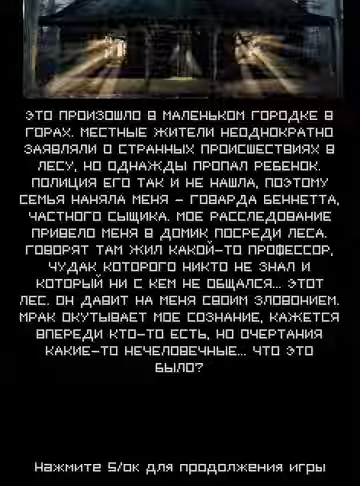 ЭТО ПРОИЗОШЛО В МАЛЕНЬКОМ ГОРОДКЕ В
ГОРАХ. МЕСТНЫЕ ЖИТЕЛИ НЕОДНОКРАТНО
ЗАЯВЛЯЛИ О СТРАННЫХ ПРОИСШЕСТВИЯХ В
ЛЕСУ, НО ОДНАЖДЫ ПРОПАЛ РЕБЕНОК.
ПОЛИЦИЯ ЕГО ТАК И НЕ НАШЛА, ПОЭТОМУ
СЕМЬЯ НАНЯЛА МЕНЯ - ГОВАРДА БЕННЕТТА,
ЧАСТНОГО СЫЩИКА. МОЕ РАССЛЕДОВАНИЕ
ПРИВЕЛО МЕНЯ В ДОМИК ПОСРЕДИ ЛЕСА.
ГОВОРЯТ ТАМ ЖИЛ КАКОЙ-ТО ПРОФЕССОР,
ЧУДАК КОТОРОГО НИКТО НЕ ЗНАЛ И
КОТОРЫЙ НИ С КЕМ НЕ ОБЩАЛСЯ... ЭТОТ
ЛЕС. ОН ДАВИТ НА МЕНЯ СВОИМ ЗЛОВОНИЕМ.
МРАК ОКУТЫВАЕТ МОЕ СОЗНАНИЕ, КАЖЕТСЯ
ВПЕРЕДИ КТО-ТО ЕСТЬ, НО ОЧЕРТАНИЯ
КАКИЕ-ТО НЕЧЕЛОВЕЧНЫЕ... ЧТО ЭТО
БЫЛО?
Нажмите 5/ок для продолжения игры